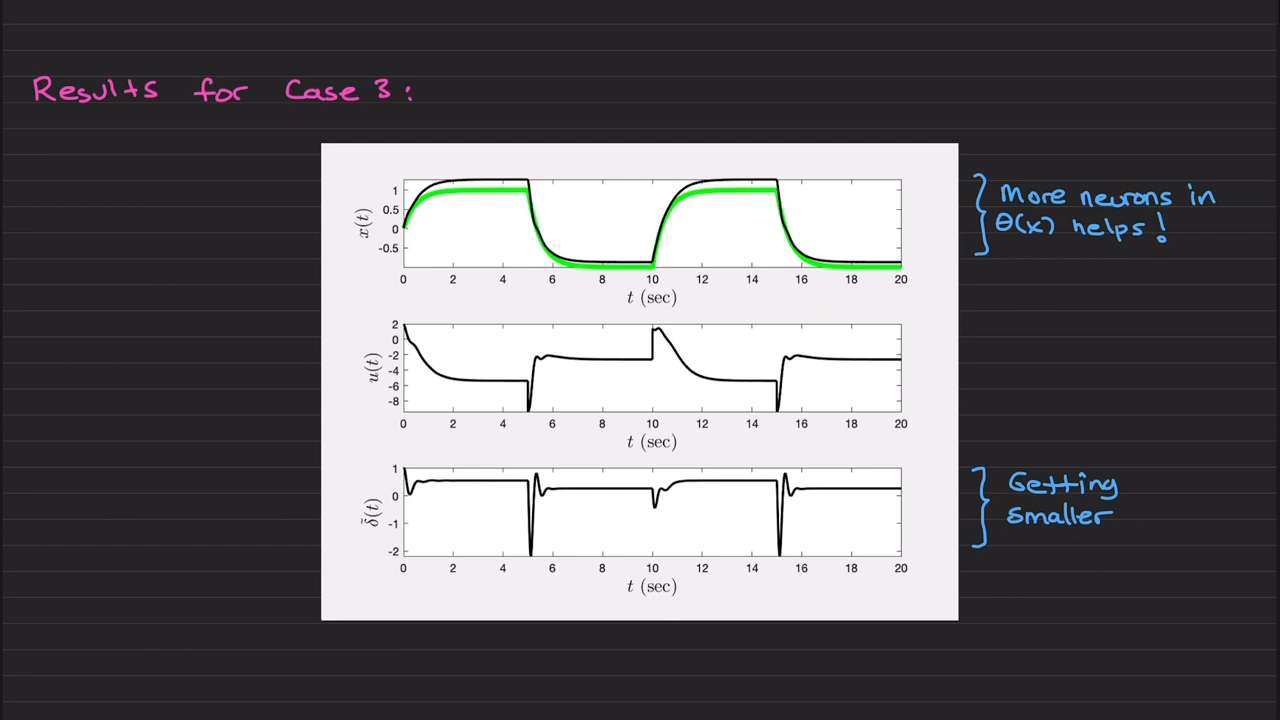 Results for Case 3:
1
0.5
0
-0.5
x(t)
0 2 4 6 8 10 12 14 16 18 20
t (sec)
More neurons in
θ(x) helps!
2
0
-2
-4
-6
-8
u(t)
0 2 4 6 8 10 12 14 16 18 20
t (sec)
1
0
-1
-2
δ̃(t)
0 2 4 6 8 10 12 14 16 18 20
t (sec)
Getting
smaller